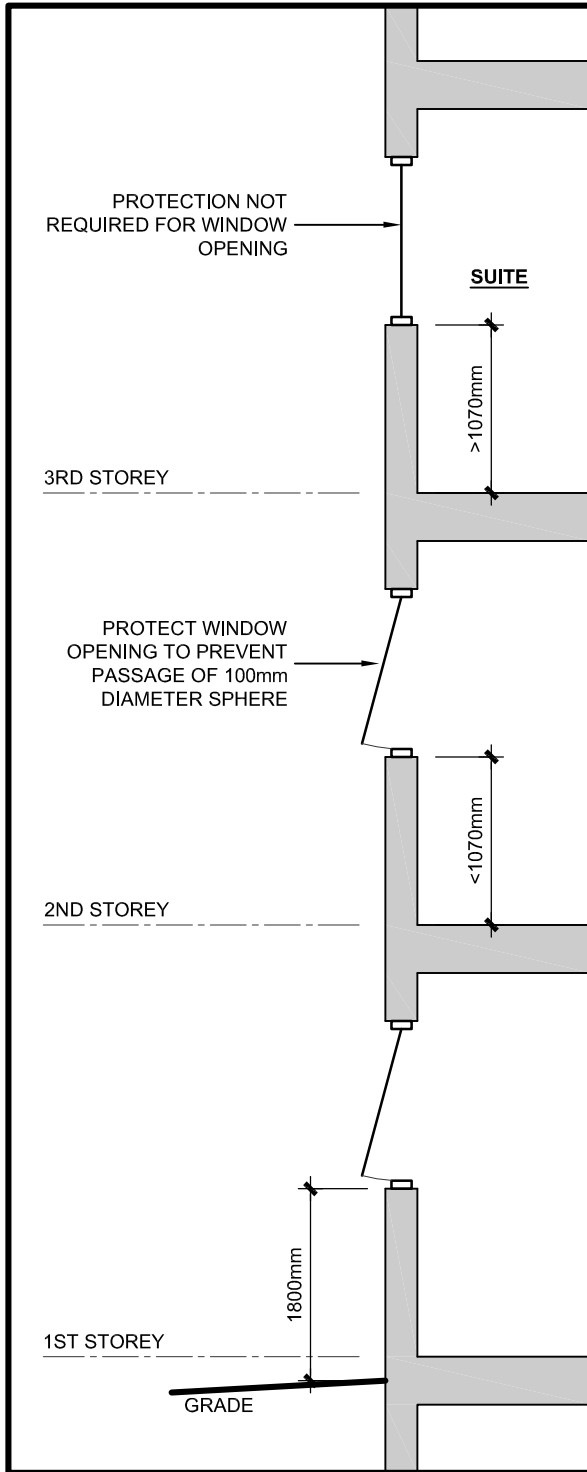 PROTECTION NOT
REQUIRED FOR WINDOW
OPENING
SUITE
>1070mm
3RD STOREY
PROTECT WINDOW
OPENING TO PREVENT
PASSAGE OF 100mm
DIAMETER SPHERE
<1070mm
2ND STOREY
1800mm
1ST STOREY
GRADE